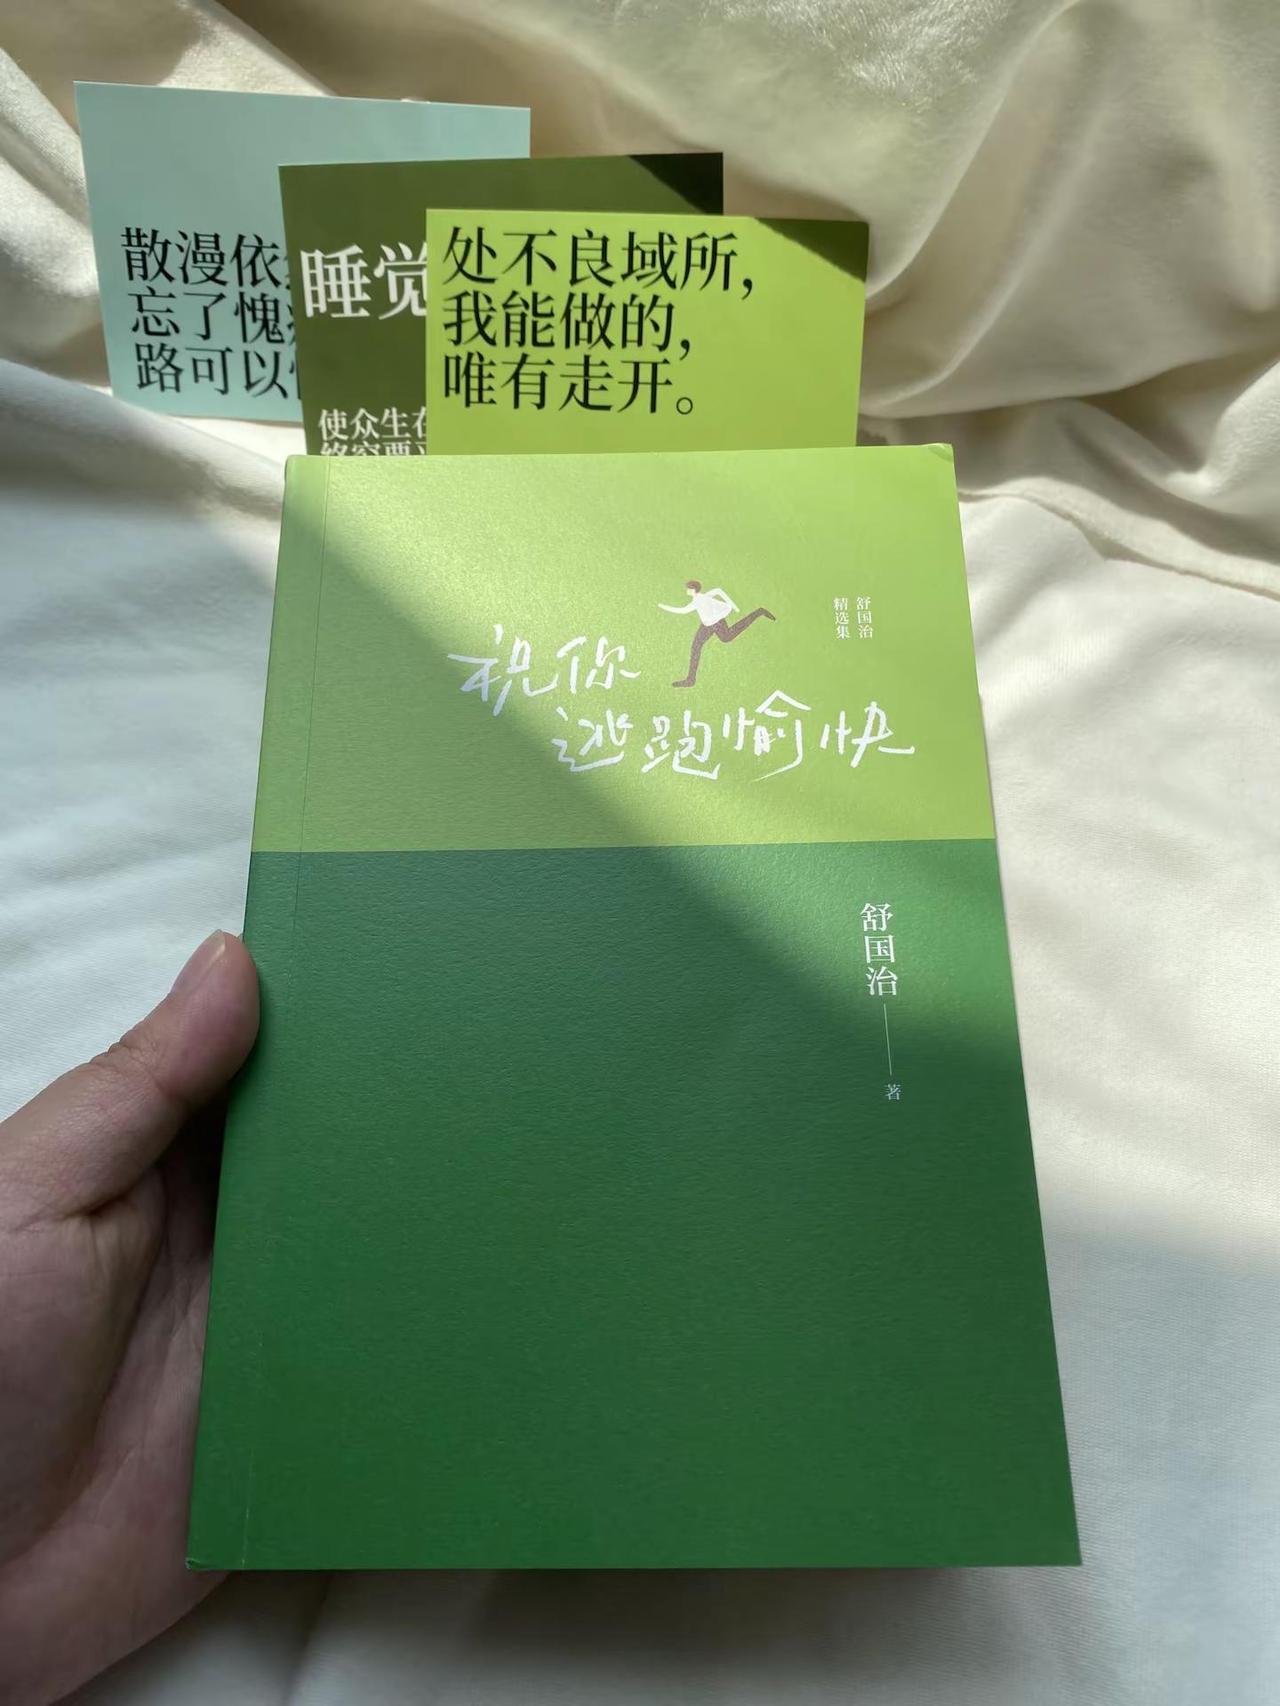 散漫依
忘了愧
路可以
睡觉
使众生在
处不良域所，
我能做的，
唯有走开。
舒国治
精选集
祝你
逃跑愉快
舒国治
著